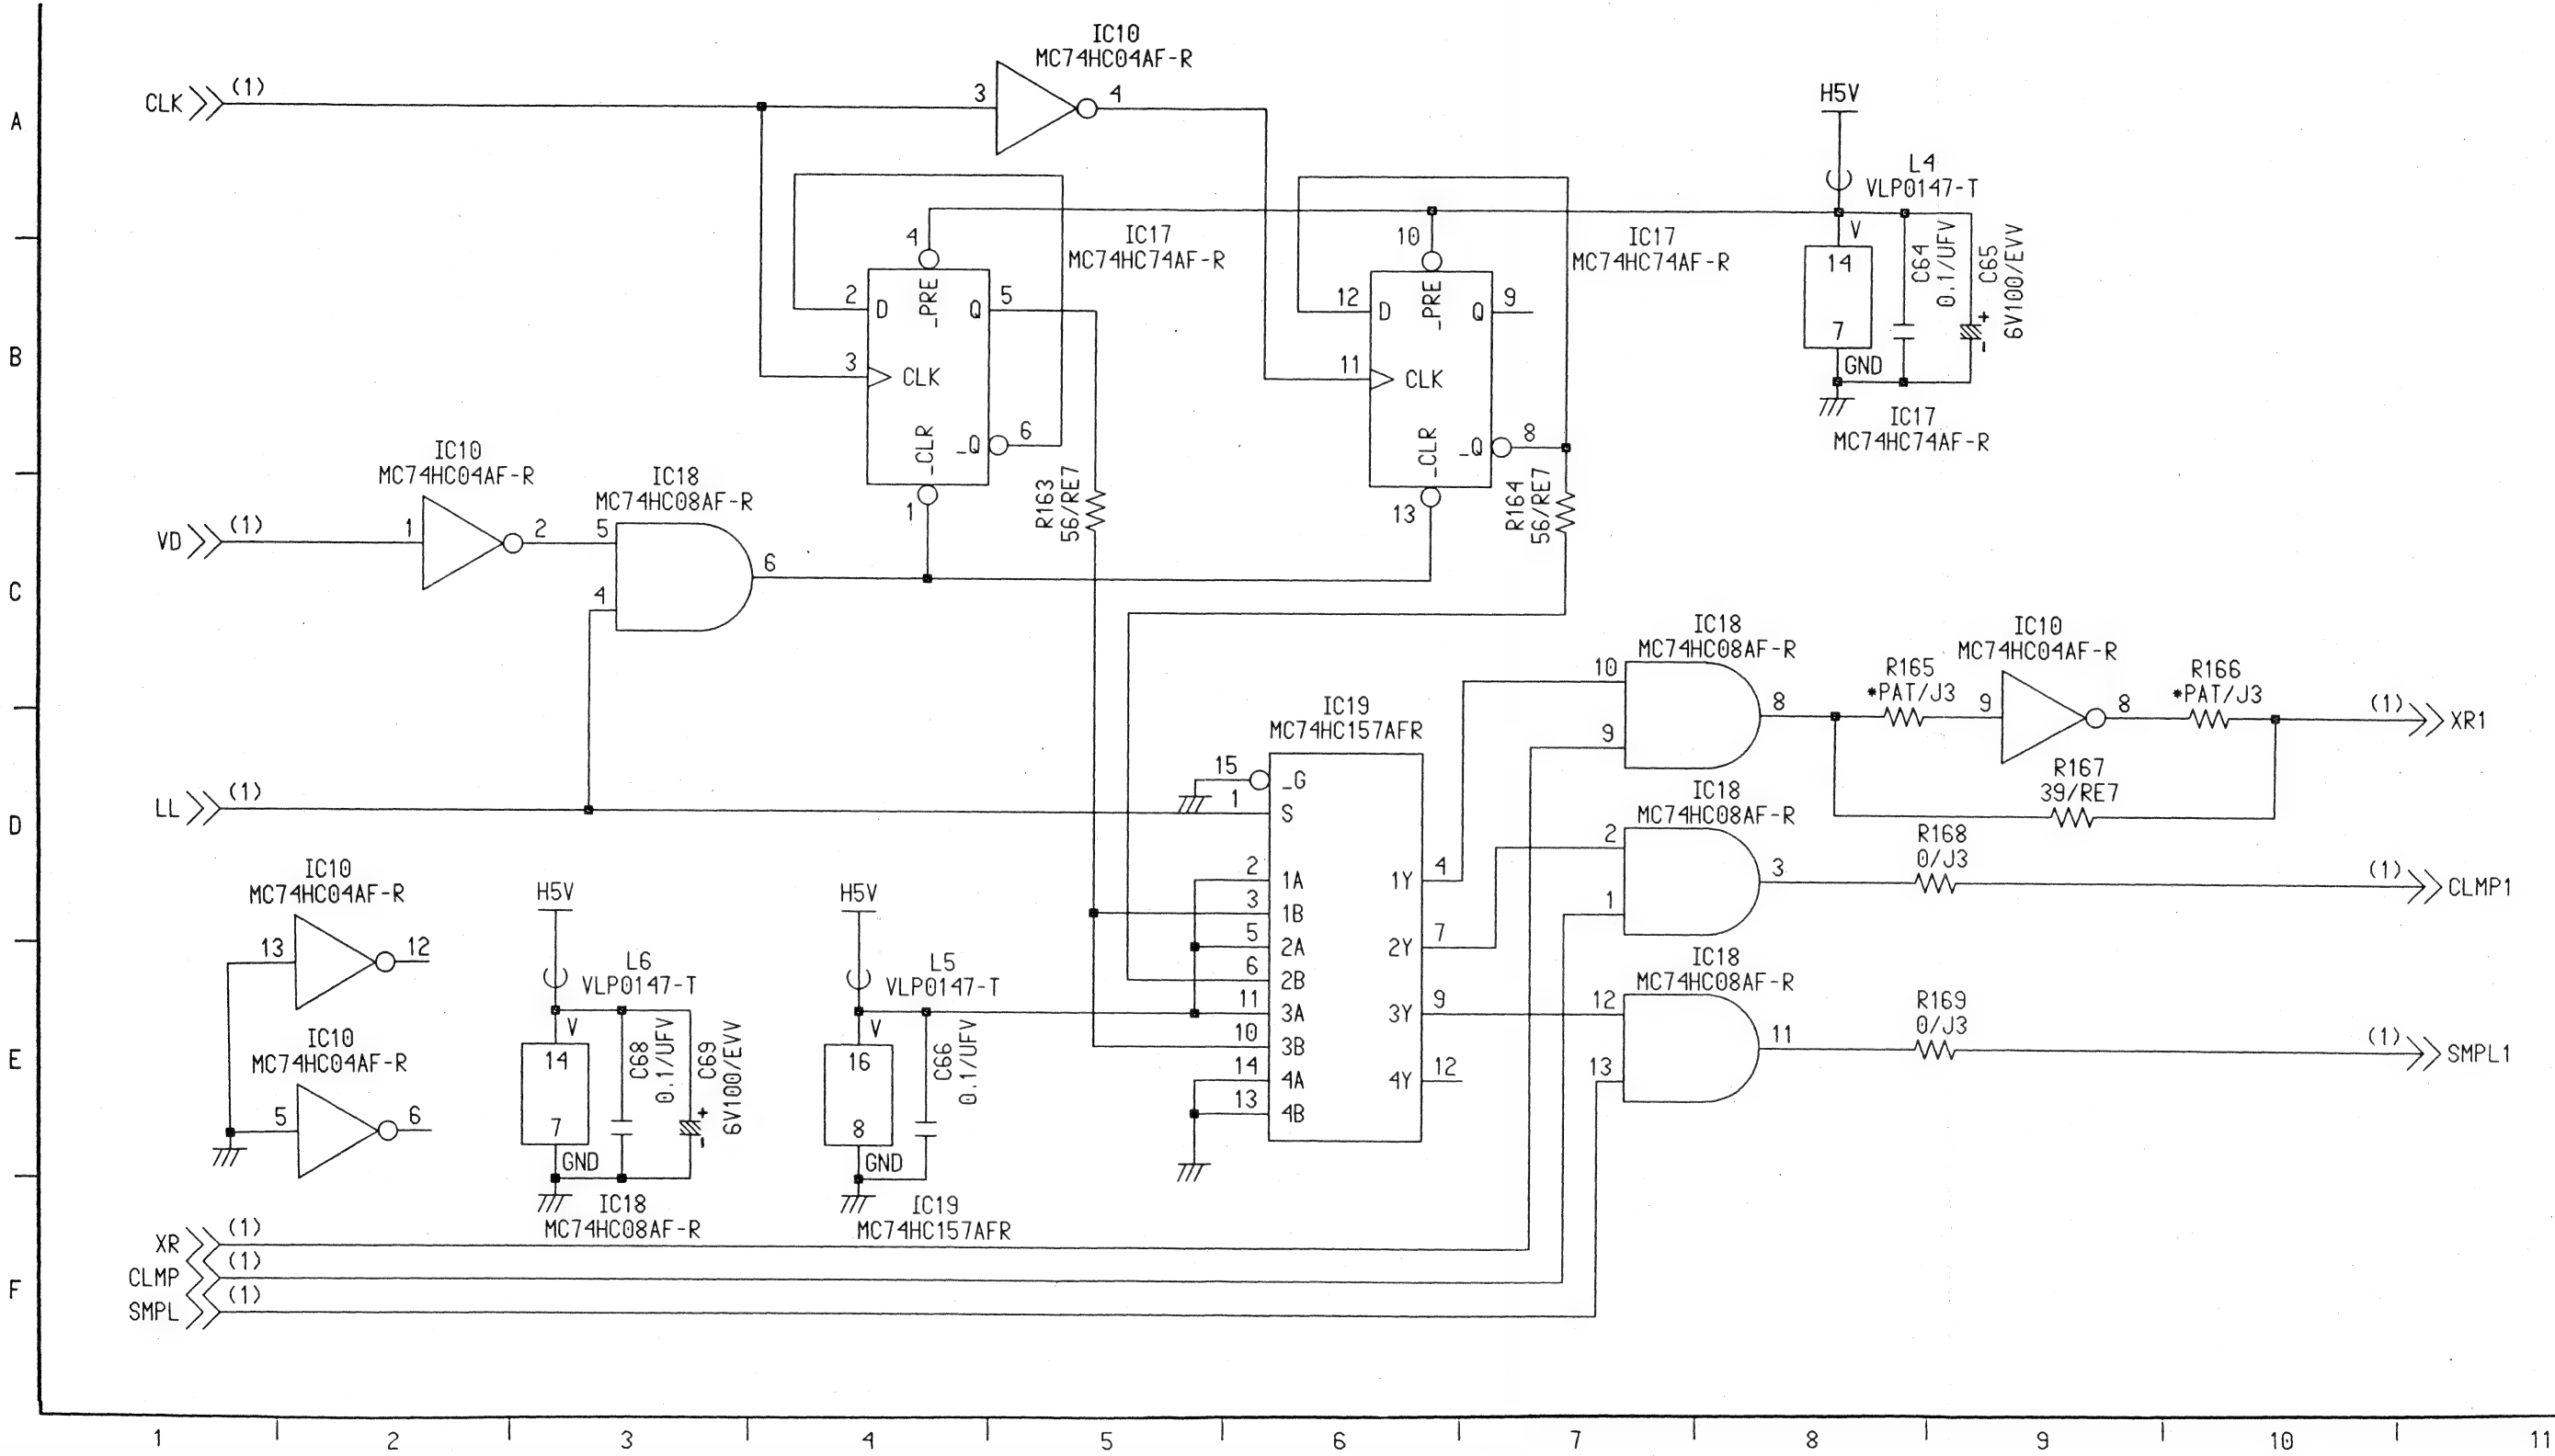 IC10
MC74HC04AF-R
CLK
(1)
3
4
A
H5V
L4
VLP0147-T
4
IC17
MC74HC74AF-R
10
IC17
MC74HC74AF-R
V
C64
0.1/UFV
C65
6V100/EVV
14
2
D
_PRE
Q
5
12
D
_PRE
Q
9
7
+
-
B
3
CLK
11
CLK
GND
IC17
MC74HC74AF-R
_CLR
_Q
6
_CLR
_Q
8
IC10
MC74HC04AF-R
IC18
MC74HC08AF-R
1
R163
56/RE7
13
R164
56/RE7
VD
(1)
1
2
5
6
C
4
IC18
MC74HC08AF-R
IC10
MC74HC04AF-R
10
R165
*PAT/J3
R166
*PAT/J3
IC19
MC74HC157AFR
8
9
8
(1)
XR1
9
15
_G
R167
39/RE7
LL
(1)
1
S
IC18
MC74HC08AF-R
D
2
R168
0/J3
IC10
MC74HC04AF-R
H5V
H5V
2
1A
1Y
4
3
(1)
CLMP1
3
1B
1
13
12
5
2A
2Y
7
IC18
MC74HC08AF-R
L6
VLP0147-T
L5
VLP0147-T
6
2B
11
3A
3Y
9
12
R169
0/J3
IC10
MC74HC04AF-R
V
C68
0.1/UFV
C69
6V100/EVV
V
C66
0.1/UFV
10
3B
11
(1)
SMPL1
E
14
16
14
4A
4Y
12
13
5
6
7
+
-
8
13
4B
GND
GND
IC18
MC74HC08AF-R
IC19
MC74HC157AFR
XR
(1)
CLMP
(1)
F
SMPL
(1)
1
2
3
4
5
6
7
8
9
10
11